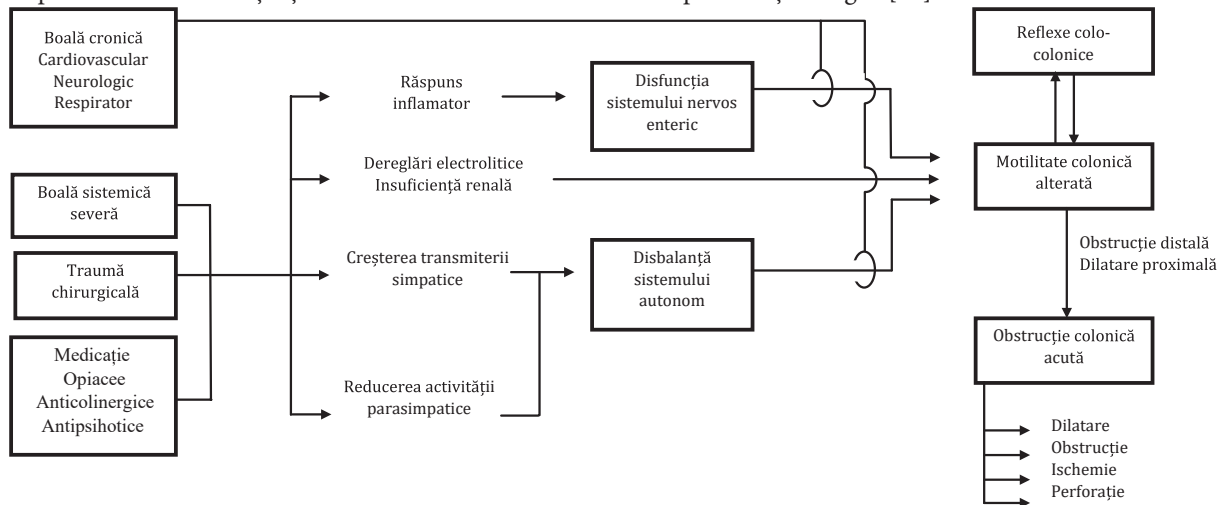 Boală cronică
Cardiovascular
Neurologic
Respirator
Boală sistemică
severă
Traumă
chirurgicală
Medicație
Opiacee
Anticolinergice
Antipsihotice
Răspuns
inflamator
Dereglări electrolitice
Insuficiență renală
Creșterea transmiterii
simpatice
Reducerea activității
parasimpatice
Disfuncția
sistemului nervos
enteric
Disbalanță
sistemului
autonom
Reflexe colo-
colonice
Motilitate colonică
alterată
Obstrucție distală
Dilatare proximală
Obstrucție colonică
acută
Dilatare
Obstrucție
Ischemie
Perforație